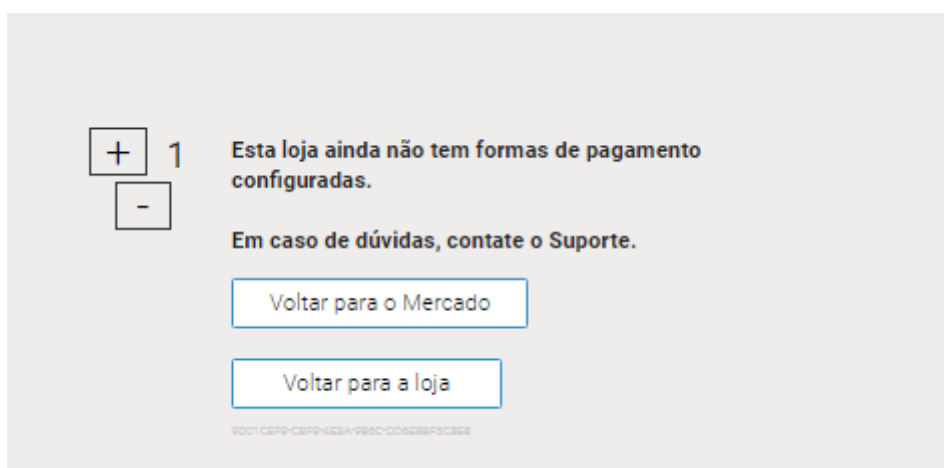 + 1
-
Esta loja ainda não tem formas de pagamento
configuradas.
Em caso de dúvidas, contate o Suporte.
Voltar para o Mercado
Voltar para a loja